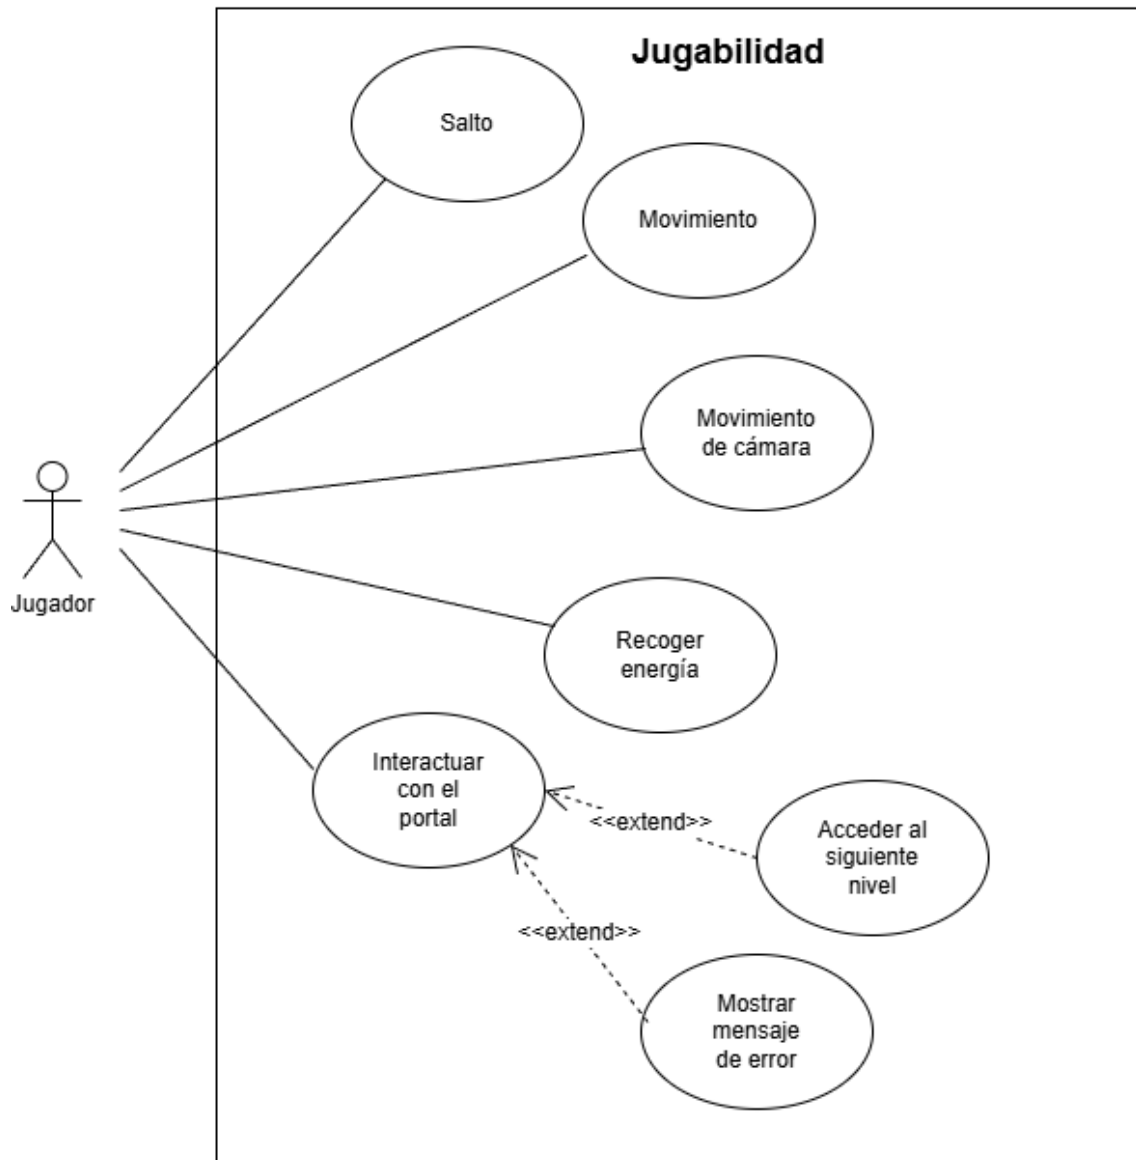 Jugabilidad
Salto
Movimiento
Movimiento
de cámara
Jugador
Recoger
energía
Interactuar
con el
portal
<<extend>>
Acceder al
siguiente
nivel
<<extend>>
Mostrar
mensaje
de error